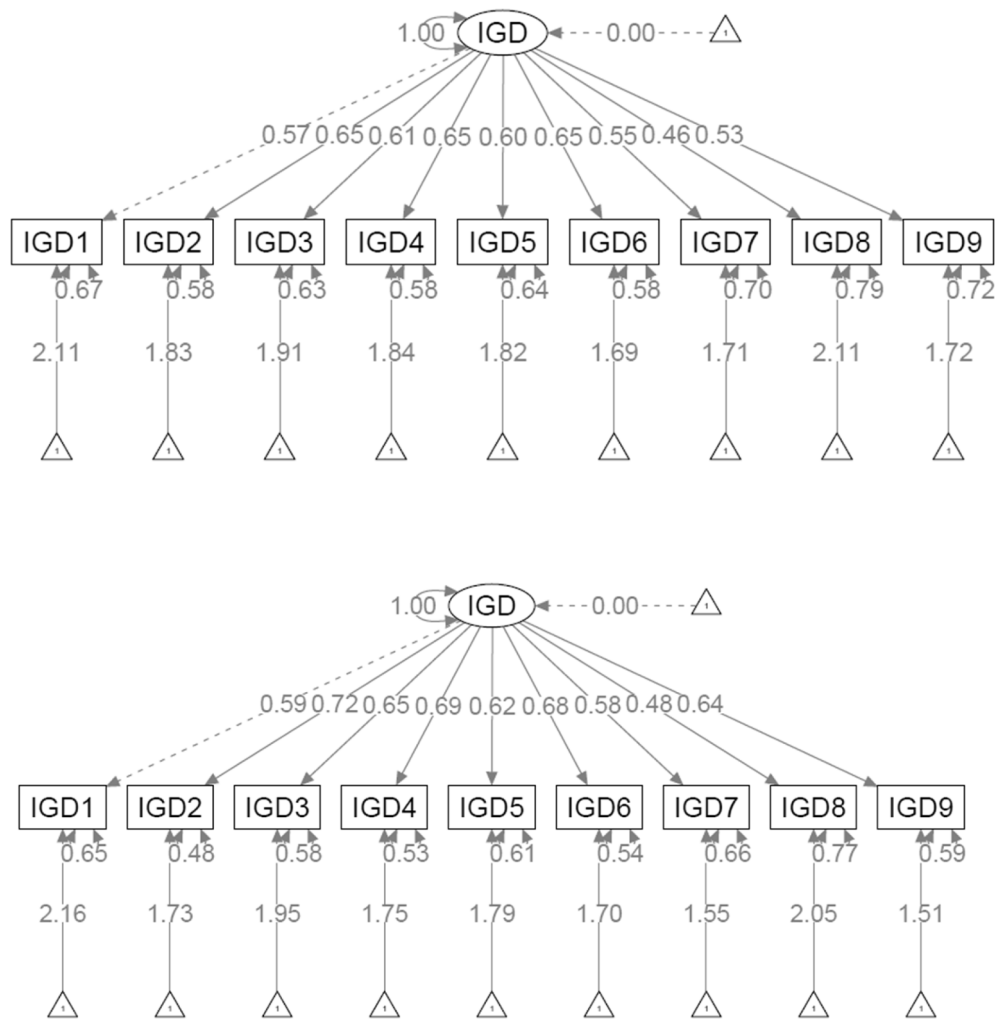 1.00 IGD 0.00 1
0.57 0.65 0.61 0.65 0.60 0.65 0.55 0.46 0.53
IGD1 IGD2 IGD3 IGD4 IGD5 IGD6 IGD7 IGD8 IGD9
0.67 0.58 0.63 0.58 0.64 0.58 0.70 0.79 0.72
2.11 1.83 1.91 1.84 1.82 1.69 1.71 2.11 1.72
1 1 1 1 1 1 1 1 1
1.00 IGD 0.00 1
0.59 0.72 0.65 0.69 0.62 0.68 0.58 0.48 0.64
IGD1 IGD2 IGD3 IGD4 IGD5 IGD6 IGD7 IGD8 IGD9
0.65 0.48 0.58 0.53 0.61 0.54 0.66 0.77 0.59
2.16 1.73 1.95 1.75 1.79 1.70 1.55 2.05 1.51
1 1 1 1 1 1 1 1 1